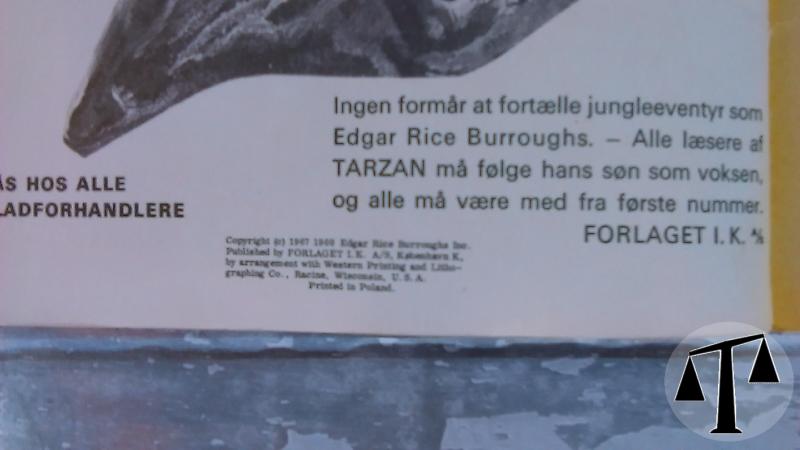 Ingen formår at fortælle jungleeventyr som
Edgar Rice Burroughs. — Alle læsere af
TARZAN må følge hans søn som voksen,
og alle må være med fra første nummer.
FORLAGET I. K. A/S
ÅS HOS ALLE
LADFORHANDLERE
Copyright (c) 1967 1969 Edgar Rice Burroughs Inc.
Published by FORLAGET I.K. A/S, København K,
by arrangement with Western Printing and Litho-
graphing Co., Racine, Wisconsin, U.S.A.
Printed in Poland.